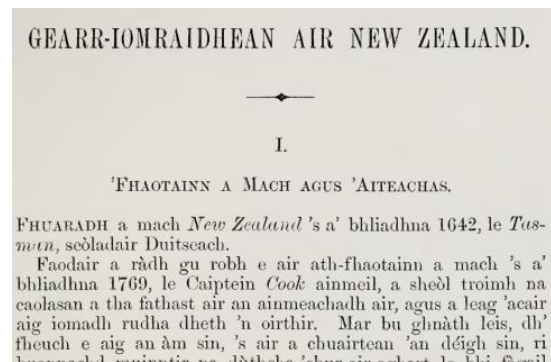 GEARR-IOMRAIDHEAN AIR NEW ZEALAND.
I.
'FHAOTAINN A MACH AGUS 'AITEACHAS.
FHUARADH a mach New Zealand 's a' bhliadhna 1642, le Tas-
man, seòladair Duitseach.
Faodair a ràdh gu robh e air ath-fhaotainn a mach 's a'
bhliadhna 1769, le Caiptein Cook ainmeil, a sheòl troimh na
caolasan a tha fathast air an ainmeachadh air, agus a leag 'acair
aig iomadh rudha dheth 'n oirthir. Mar bu ghnàth leis, dh'
fheuch e aig an àm sin, 's air a chuairtean 'an déigh sin, ri